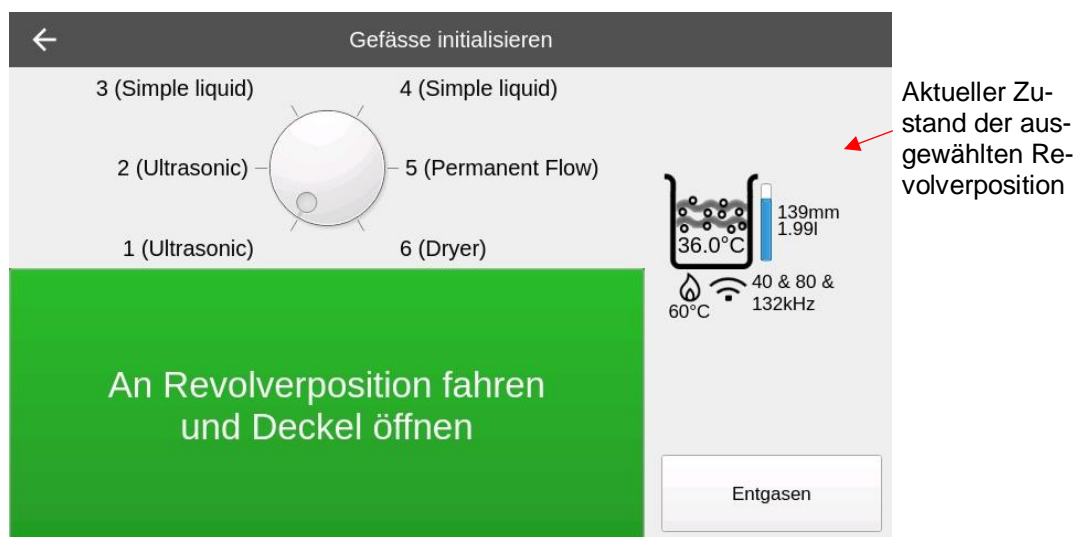 Gefässe initialisieren
3 (Simple liquid)
4 (Simple liquid)
2 (Ultrasonic)
5 (Permanent Flow)
1 (Ultrasonic)
6 (Dryer)
An Revolverposition fahren
und Deckel öffnen
139mm
1.99l
36.0°C
60°C
40 & 80 &
132kHz
Entgasen
Aktueller Zu-
stand der aus-
gewählten Re-
volverposition